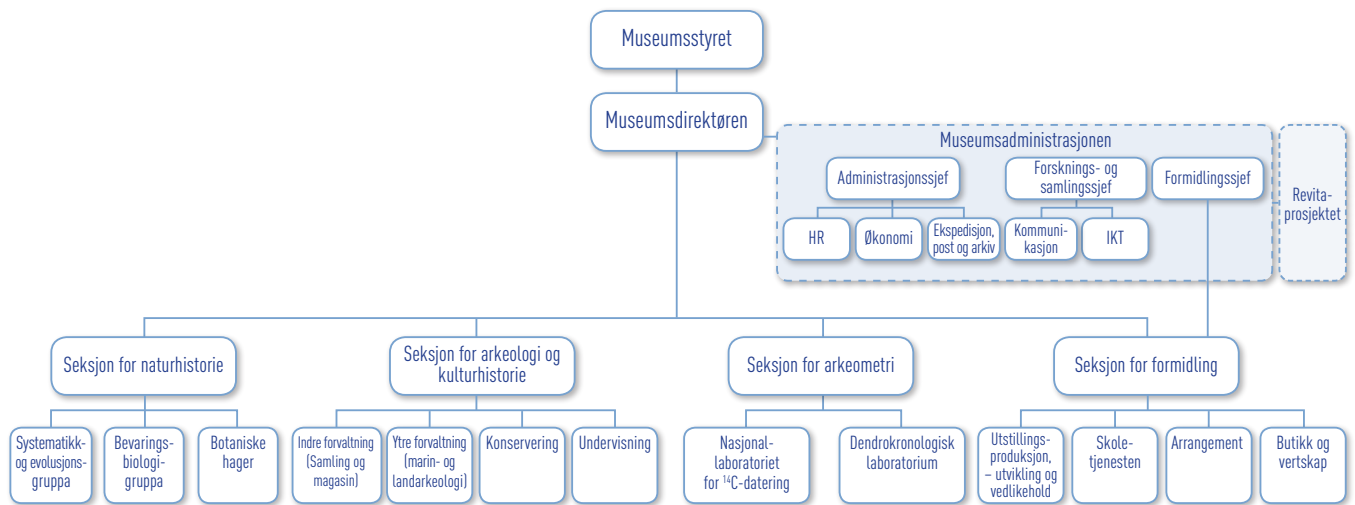 Museumsstyret
Museumsdirektøren
Museumsadministrasjonen
Administrasjonssjef
Forsknings- og
samlingssjef
Formidlingssjef
Revita-
prosjektet
HR
Økonomi
Ekspedisjon,
post og arkiv
Kommuni-
kasjon
IKT
Seksjon for naturhistorie
Seksjon for arkeologi og
kulturhistorie
Seksjon for arkeometri
Seksjon for formidling
Systematikk-
og evolusjons-
gruppa
Bevarings-
biologi-
gruppa
Botaniske
hager
Indre forvaltning
(Samling og
magasin)
Ytre forvaltning
(marin- og
landarkeologi)
Konservering
Undervisning
Nasjonal-
laboratoriet
for ¹⁴C-datering
Dendrokronologisk
laboratorium
Utstillings-
produksjon,
– utvikling og
vedlikehold
Skole-
tjenesten
Arrangement
Butikk og
vertskap